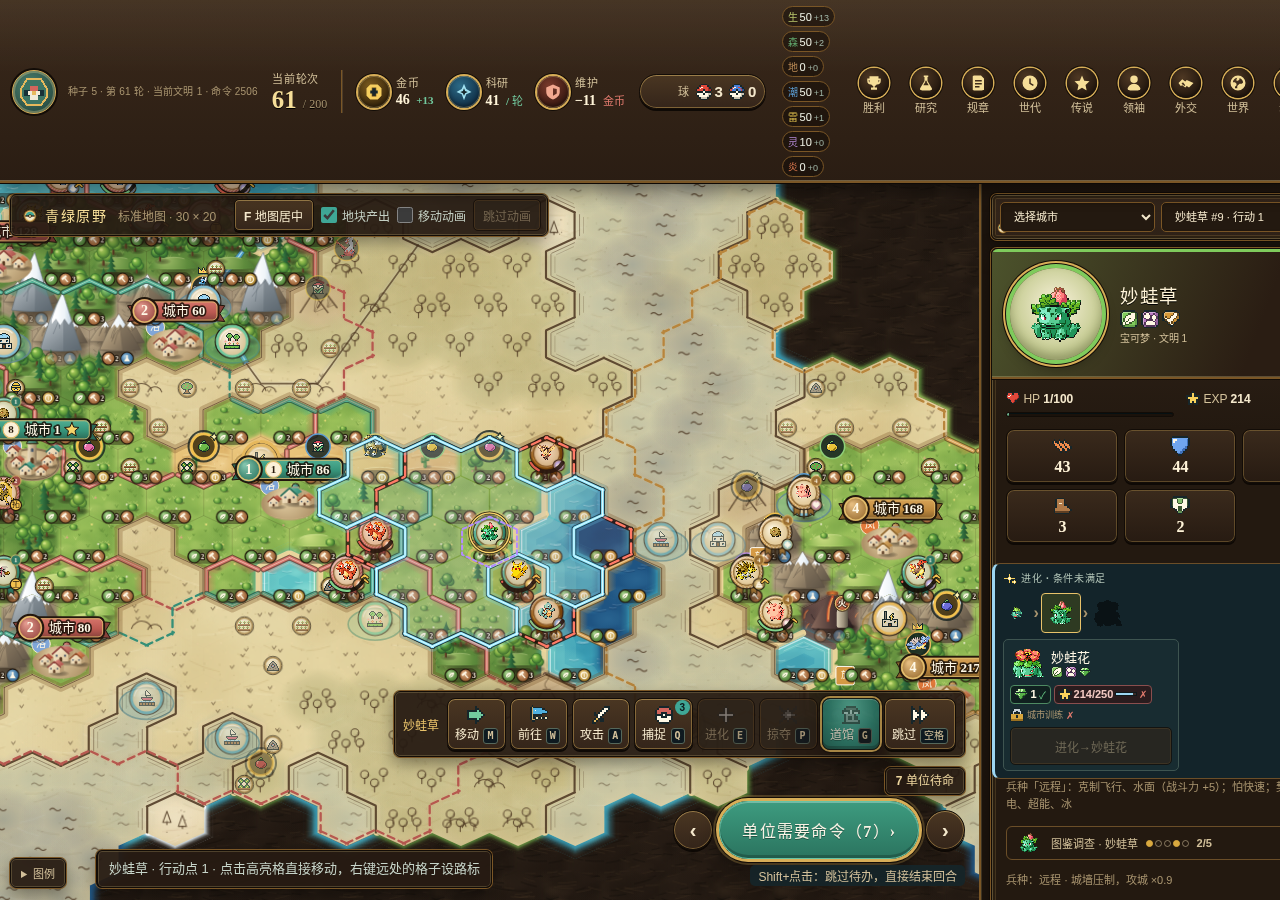 种子 5 · 第 61 轮 · 当前文明 1 · 命令 2506
当前轮次
61 / 200
金币
46 +13
科研
41 / 轮
维护
−11 金币
球 3 0
生 50 +13
森 50 +2
地 0 +0
潮 50 +1
雷 50 +1
灵 10 +0
炎 0 +0
胜利
研究
规章
世代
传说
领袖
外交
世界
青绿原野 标准地图 · 30 × 20
F 地图居中
地块产出
移动动画
跳过动画
2 城市 60
8 城市 1
1 1 城市 86
2 城市 80
4 城市 168
4 城市 217
选择城市
妙蛙草 #9 · 行动 1
妙蛙草
宝可梦 · 文明 1
HP 1/100
EXP 214
43
44
3
2
进化 · 条件未满足
妙蛙花
1 ✓
214/250 ✗
城市训练 ✗
进化→妙蛙花
兵种「远程」：克制飞行、水面（战斗力 +5）；怕快速；
电、超能、冰
图鉴调查 · 妙蛙草 2/5
兵种：远程 · 城墙压制，攻城 ×0.9
妙蛙草
移动 M
前往 W
攻击 A
捕捉 Q
3
进化 E
掠夺 P
道馆 G
跳过 空格
7 单位待命
‹
单位需要命令（7）›
›
Shift+点击：跳过待办，直接结束回合
图例
妙蛙草 · 行动点 1 · 点击高亮格直接移动，右键远处的格子设路标